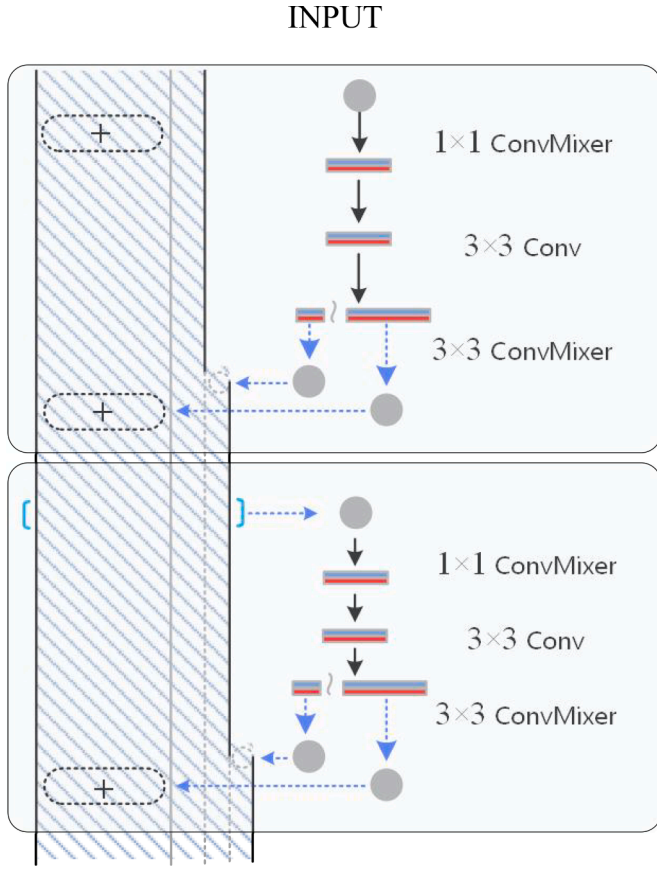 INPUT
+
1×1 ConvMixer
3×3 Conv
3×3 ConvMixer
+
1×1 ConvMixer
3×3 Conv
3×3 ConvMixer
+